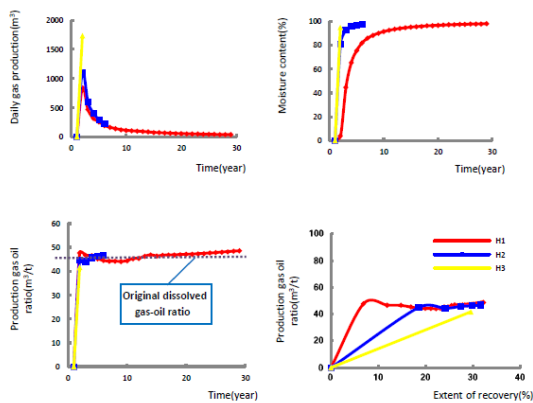 Daily gas production(m³)
2000
1500
1000
500
0
0
10
20
30
Time(year)
Moisture content(%)
100
80
60
40
20
0
0
10
20
30
Time(year)
Production gas oil
ratio(m³/t)
60
50
40
30
20
10
0
0
10
20
30
Time(year)
Original dissolved
gas-oil ratio
Production gas oil
ratio(m³/t)
100
80
60
40
20
0
0
10
20
30
40
Extent of recovery(%)
H1
H2
H3